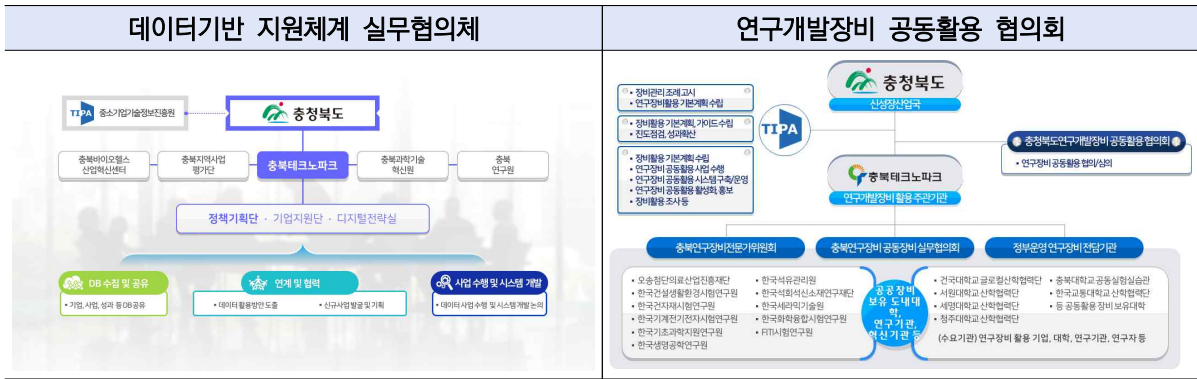 데이터기반 지원체계 실무협의체
TIPA 중소기업기술정보진흥원
충청북도
충북바이오헬스
산업혁신센터
충북지역사업
평가단
충북테크노파크
충북과학기술
혁신원
충북
연구원
정책기획단 · 기업지원단 · 디지털전략실
DB 수집 및 공유
• 기업, 사업, 성과 등 DB공유
연계 및 협력
• 데이터 활용방안 도출
• 신규사업 발굴 및 기획
사업 수행 및 시스템 개발
• 데이터 사업 수행 및 시스템개발 논의
연구개발장비 공동활용 협의회
충청북도
신성장산업국
• 장비관리 조례 고시
• 연구장비활용 기본계획 수립
• 장비활용 기본계획, 가이드 수립
• 진도점검, 성과확산
• 장비활용 기본계획 수립
• 연구장비 공동활용 사업 수행
• 연구장비 공동활용 시스템 구축/운영
• 연구장비 공동활용 활성화, 홍보
• 장비활용 조사 등
TIPA
충청북도연구개발장비 공동활용 협의회
• 연구장비 공동활용 협의/심의
충북테크노파크
연구개발장비 활용 주관기관
충북연구장비전문가위원회
충북연구장비 공동장비 실무협의회
정부운영 연구장비 전담기관
• 오송첨단의료산업진흥재단
• 한국건설생활환경시험연구원
• 한국건자재시험연구원
• 한국기계전기전자시험연구원
• 한국기초과학지원연구원
• 한국생명공학연구원
• 한국석유관리원
• 한국석회석신소재연구재단
• 한국세라믹기술원
• 한국화학융합시험연구원
• FITI시험연구원
공공장비
보유 도내대
학,
연구기관,
혁신기관 등
• 건국대학교 글로컬산학협력단
• 서원대학교 산학협력단
• 세명대학교 산학협력단
• 청주대학교 산학협력단
• 충북대학교 공동실험실습관
• 한국교통대학교 산학협력단
• 등 공동활용 장비 보유대학
(수요기관) 연구장비 활용 기업, 대학, 연구기관, 연구자 등